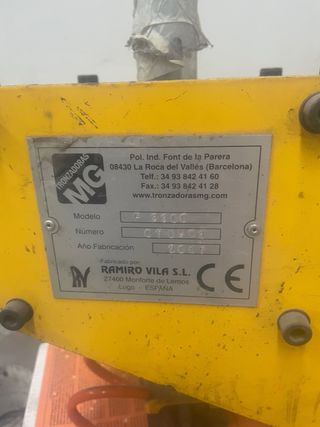 TRONZADORAS
MG
Pol. Ind. Font de la Parera
08430 La Roca del Vallés (Barcelona)
Telf.: 34 93 842 41 60
Fax.: 34 93 842 41 28
www.tronzadorasmg.com
Modelo
Número
Año Fabricación
Fabricado por:
RAMIRO VILA S.L.
27400 Monforte de Lemos
Lugo - ESPAÑA
CE